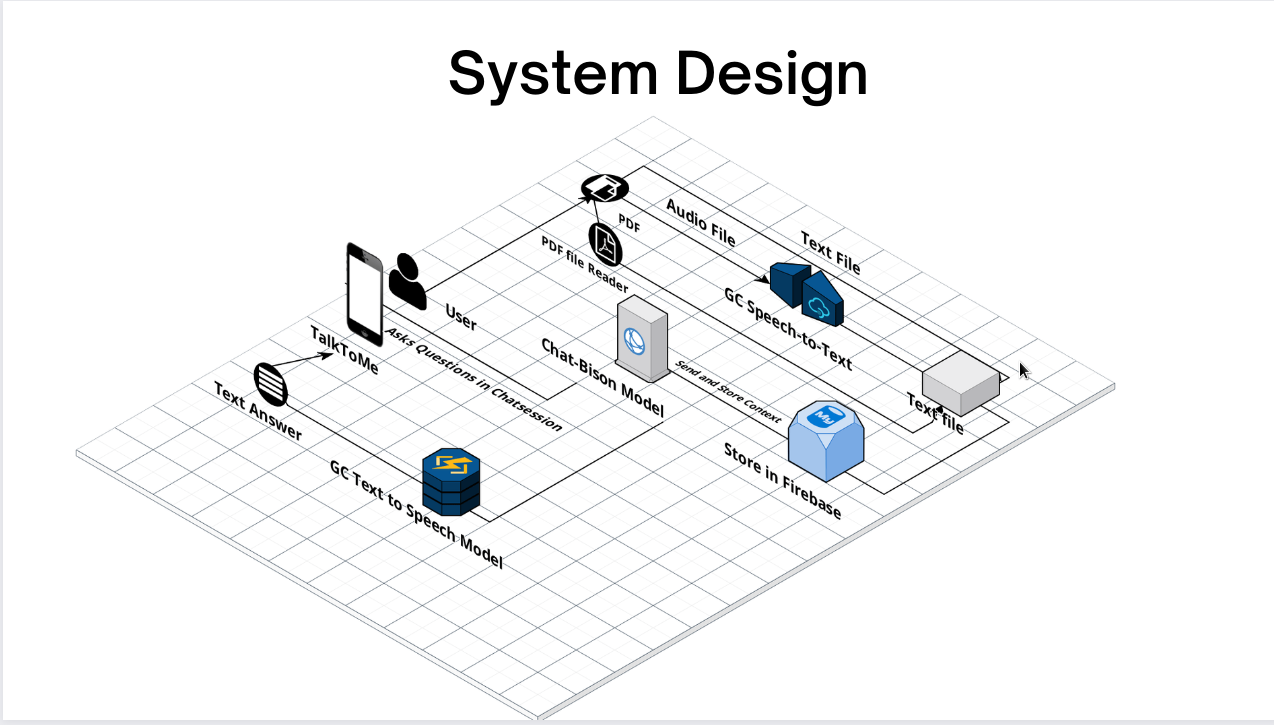 System Design
PDF
Audio File
Text File
PDF file Reader
GC Speech-to-Text
User
TalkToMe
Asks Questions in Chatsession
Chat-Bison Model
Send and Store Context
Text file
Text Answer
Store in Firebase
My
GC Text to Speech Model